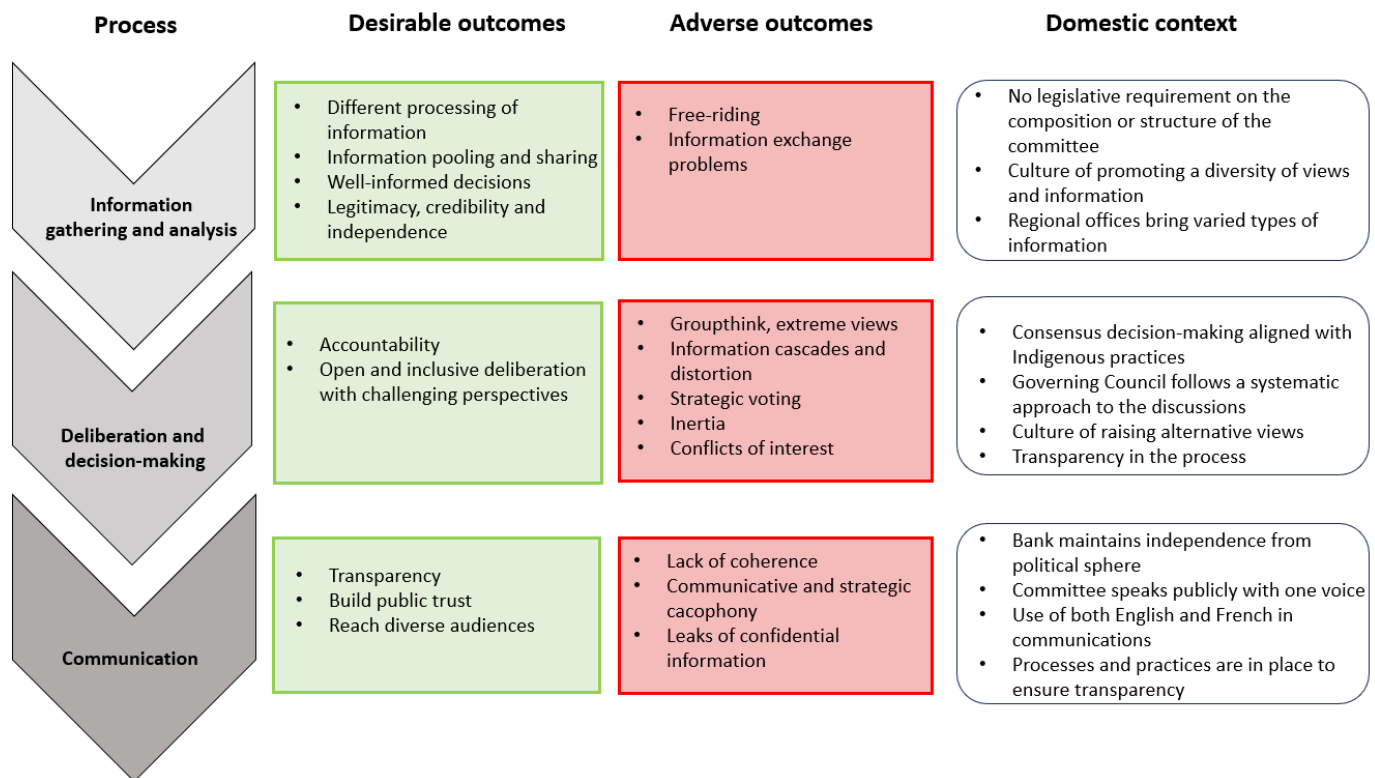 Process
Desirable outcomes
Adverse outcomes
Domestic context
Information
gathering and analysis
• Different processing of
information
• Information pooling and sharing
• Well-informed decisions
• Legitimacy, credibility and
independence
• Free-riding
• Information exchange
problems
• No legislative requirement on the
composition or structure of the
committee
• Culture of promoting a diversity of views
and information
• Regional offices bring varied types of
information
Deliberation and
decision-making
• Accountability
• Open and inclusive deliberation
with challenging perspectives
• Groupthink, extreme views
• Information cascades and
distortion
• Strategic voting
• Inertia
• Conflicts of interest
• Consensus decision-making aligned with
Indigenous practices
• Governing Council follows a systematic
approach to the discussions
• Culture of raising alternative views
• Transparency in the process
Communication
• Transparency
• Build public trust
• Reach diverse audiences
• Lack of coherence
• Communicative and strategic
cacophony
• Leaks of confidential
information
• Bank maintains independence from
political sphere
• Committee speaks publicly with one voice
• Use of both English and French in
communications
• Processes and practices are in place to
ensure transparency